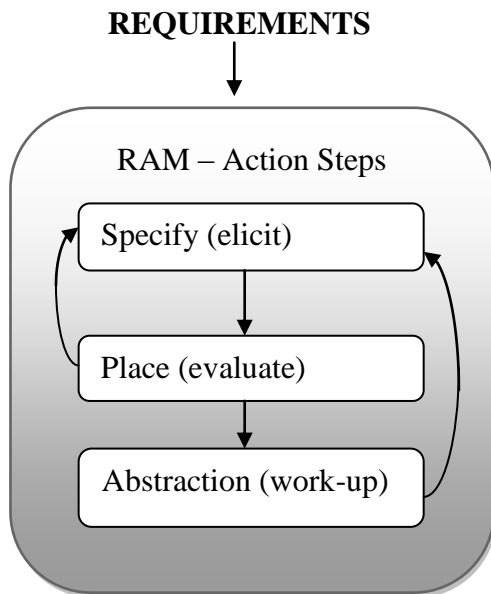 REQUIREMENTS
RAM – Action Steps
Specify (elicit)
Place (evaluate)
Abstraction (work-up)